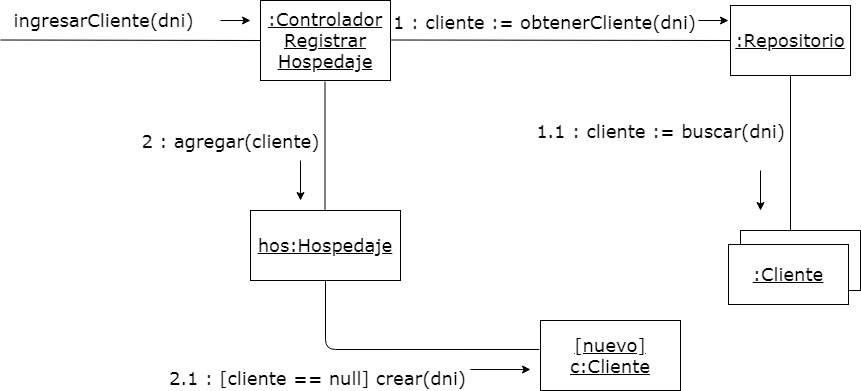 ingresarCliente(dni)
:Controlador
Registrar
Hospedaje
1 : cliente := obtenerCliente(dni)
:Repositorio
2 : agregar(cliente)
1.1 : cliente := buscar(dni)
hos:Hospedaje
:Cliente
2.1 : [cliente == null] crear(dni)
[nuevo]
c:Cliente